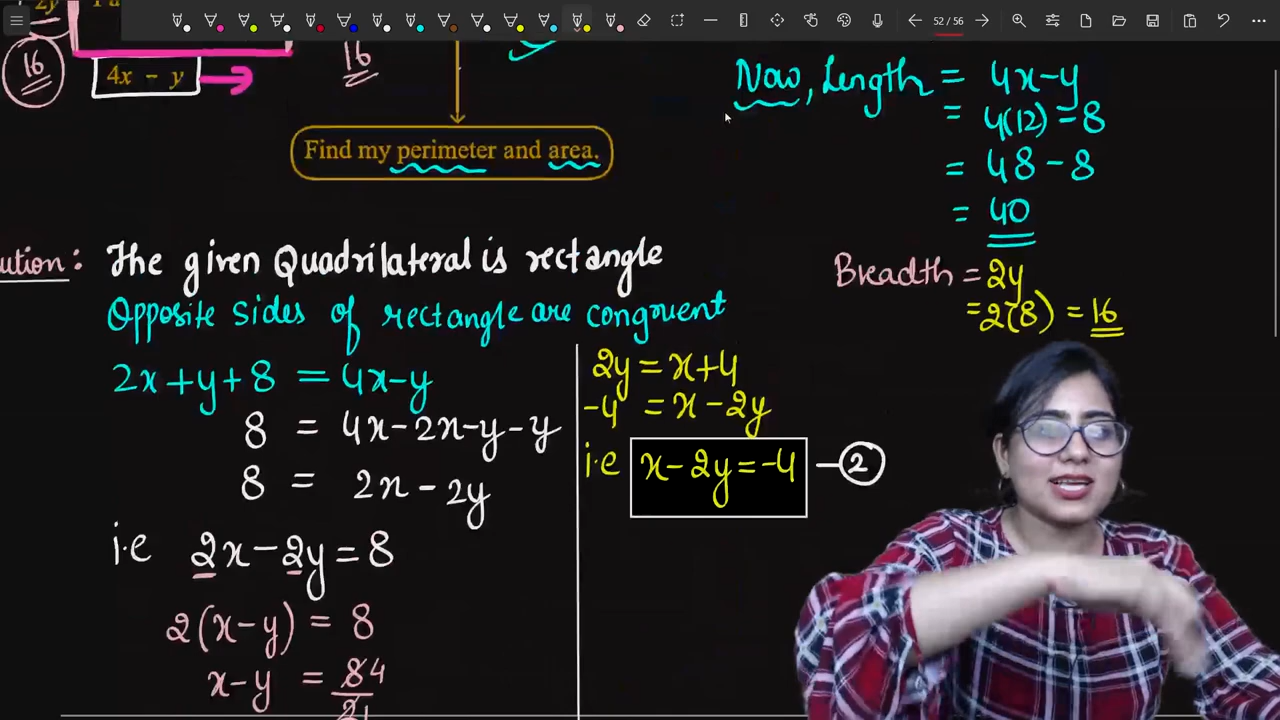 52 / 56
2y
16
4x - y
16
Find my perimeter and area.
Now, Length = 4x-y
= 4(12) -8
= 48 - 8
= 40
Breadth = 2y
= 2(8) = 16
ution: The given Quadrilateral is rectangle
Opposite sides of rectangle are congruent
2x+y+8 = 4x-y
8 = 4x-2x-y-y
8 = 2x - 2y
i.e 2x-2y=8
2(x-y) = 8
x-y = 84
21
2y = x+4
-4 = x-2y
i.e x-2y=-4 —2